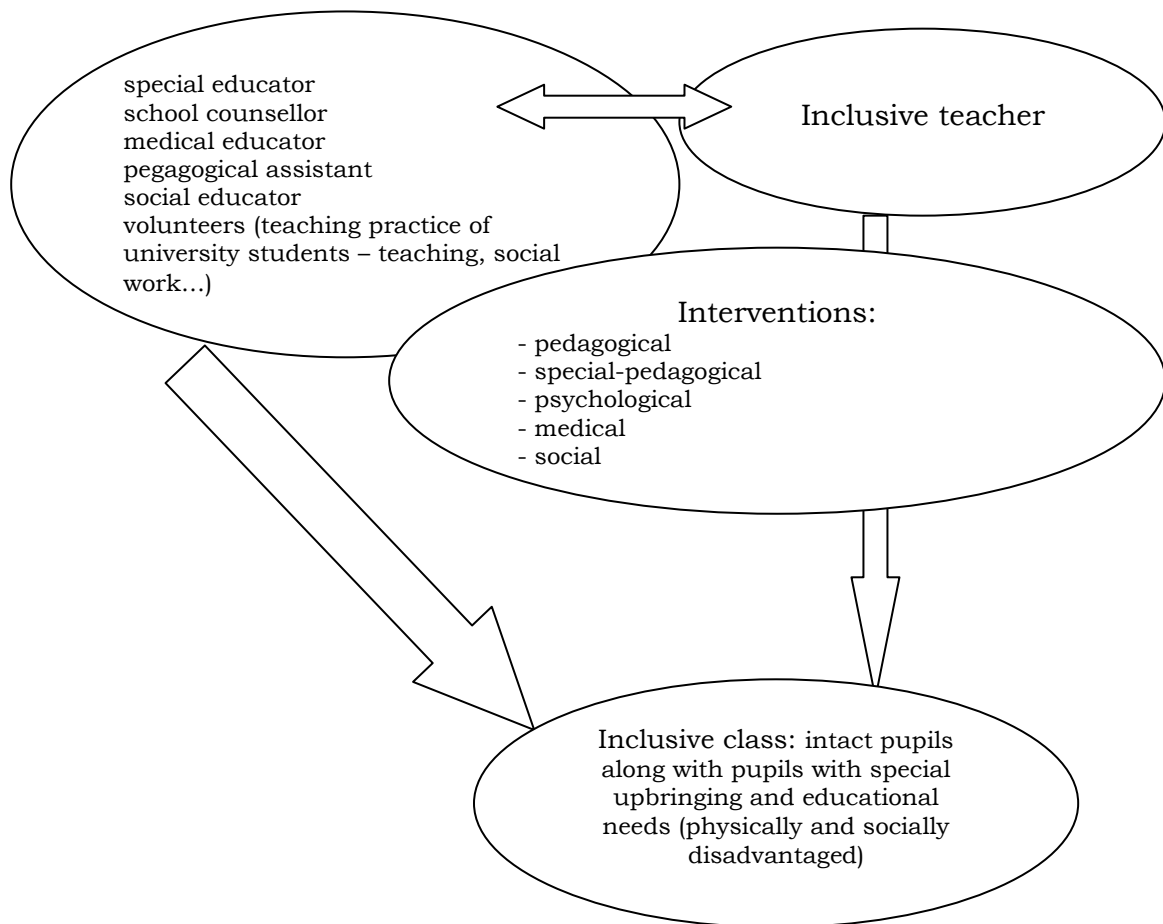 special educator
school counsellor
medical educator
pegagogical assistant
social educator
volunteers (teaching practice of
university students – teaching, social
work…)
Inclusive teacher
Interventions:
- pedagogical
- special-pedagogical
- psychological
- medical
- social
Inclusive class: intact pupils
along with pupils with special
upbringing and educational
needs (physically and socially
disadvantaged)